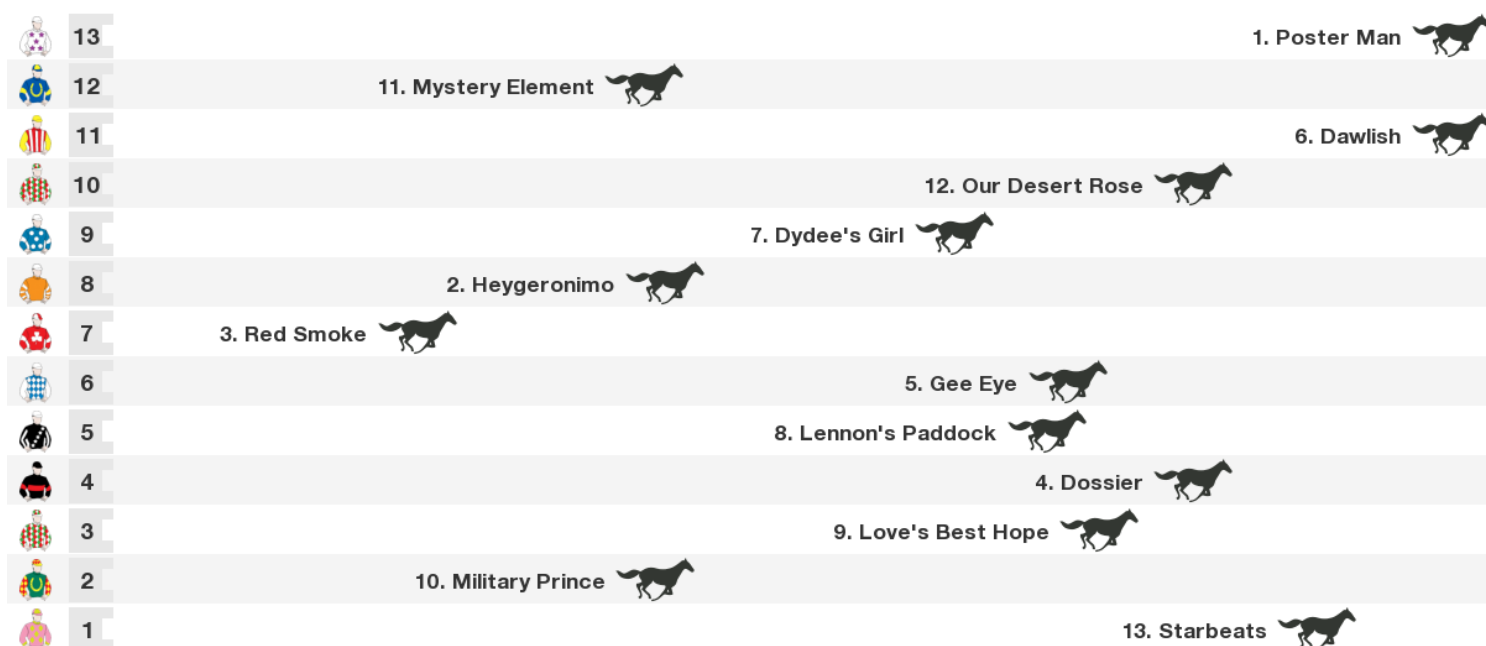 13 1. Poster Man
12 11. Mystery Element
11 6. Dawlish
10 12. Our Desert Rose
9 7. Dydee's Girl
8 2. Heygeronimo
7 3. Red Smoke
6 5. Gee Eye
5 8. Lennon's Paddock
4 4. Dossier
3 9. Love's Best Hope
2 10. Military Prince
1 13. Starbeats